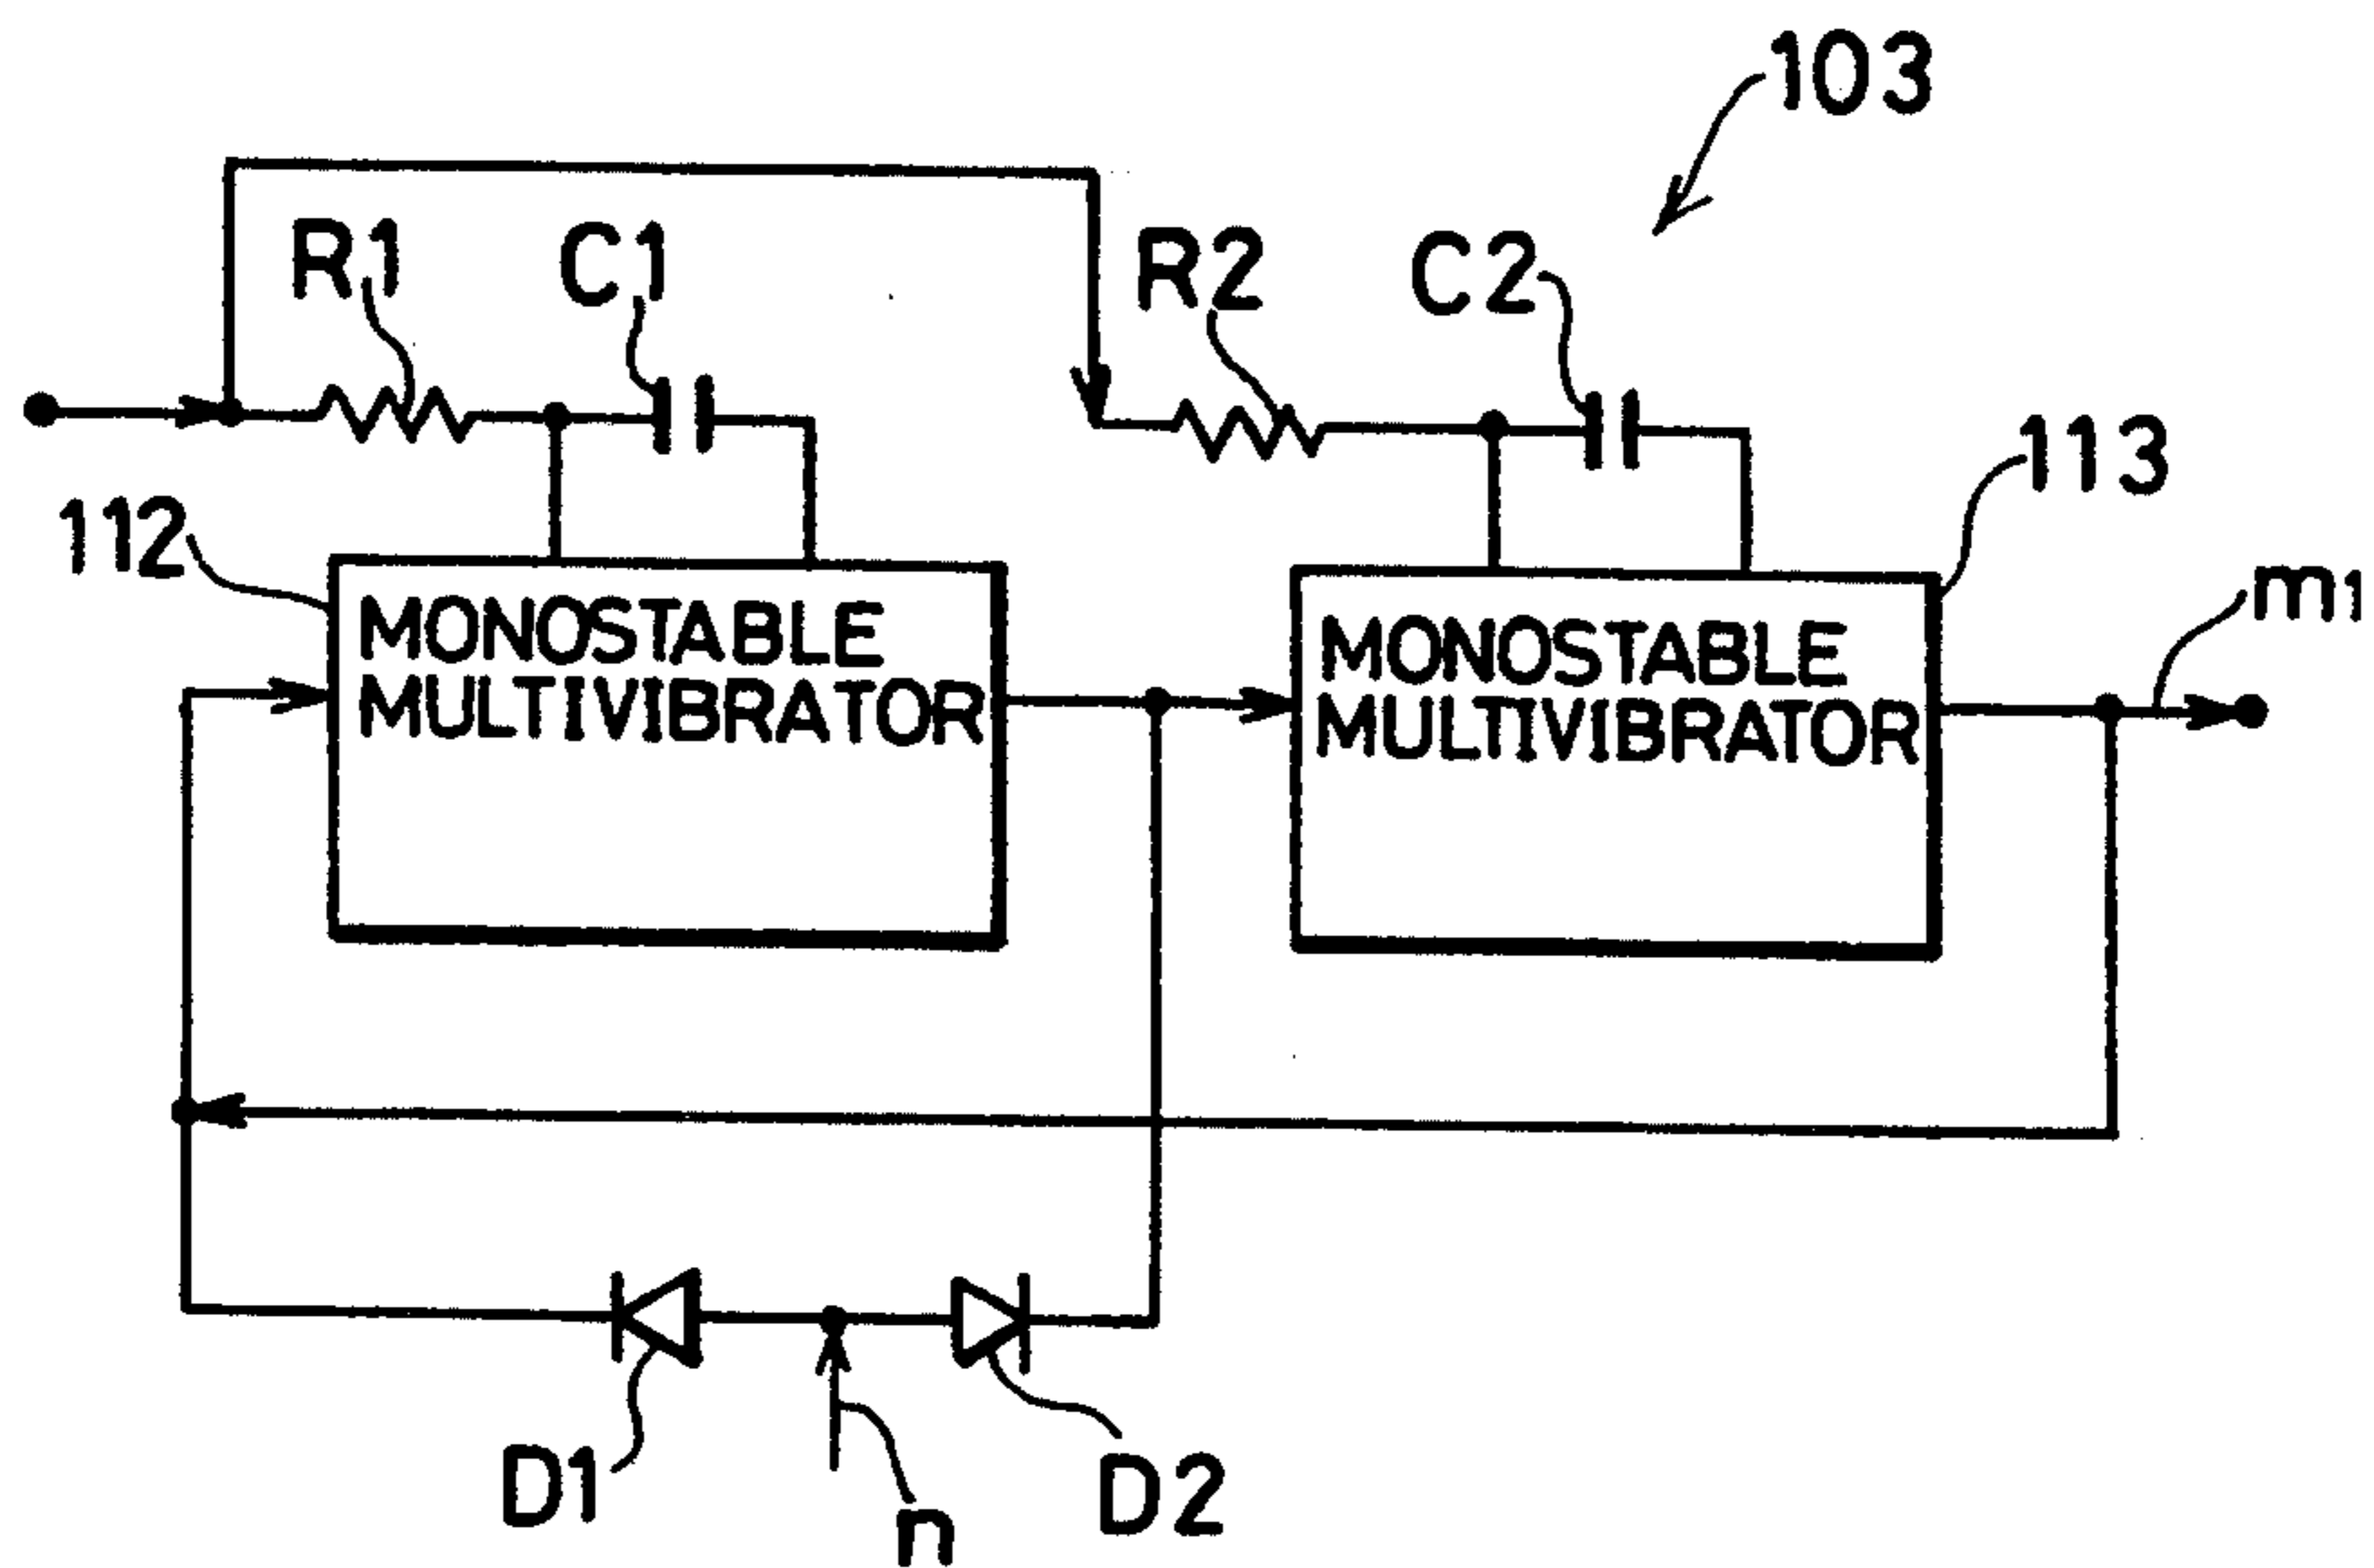 103
R1
C1
R2
C2
113
112
m1
MONOSTABLE
MULTIVIBRATOR
MONOSTABLE
MULTIVIBRATOR
D1
n
D2